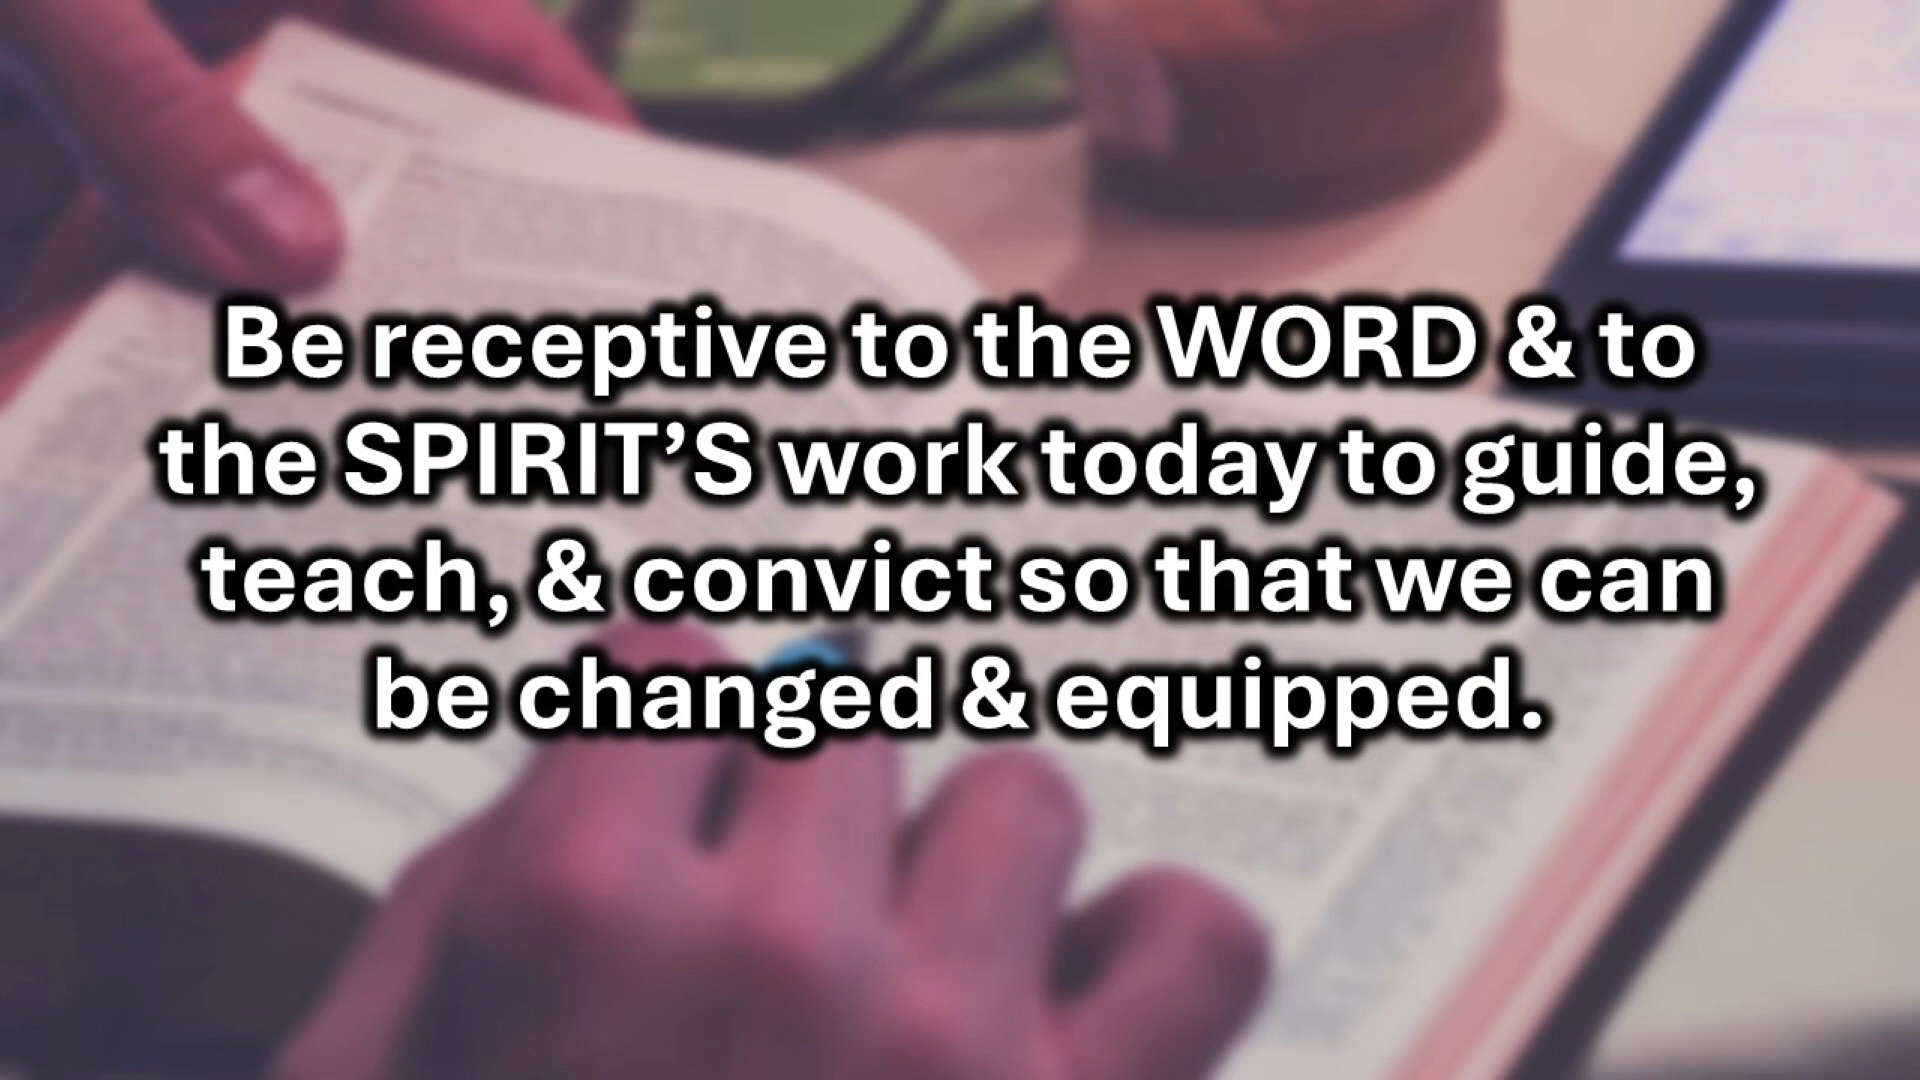 Be receptive to the WORD & to
the SPIRIT’S work today to guide,
teach, & convict so that we can
be changed & equipped.